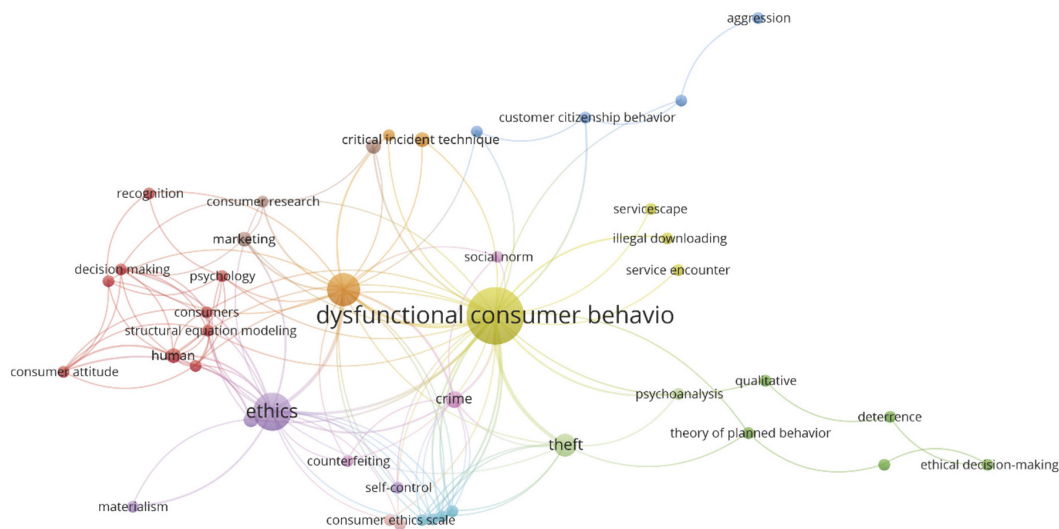 aggression
customer citizenship behavior
critical incident technique
recognition
consumer research
servicescape
marketing
illegal downloading
social norm
decision making
psychology
service encounter
consumers
dysfunctional consumer behavio
structural equation modeling
human
consumer attitude
qualitative
psychoanalysis
crime
ethics
deterrence
theory of planned behavior
theft
counterfeiting
ethical decision-making
self-control
materialism
consumer ethics scale